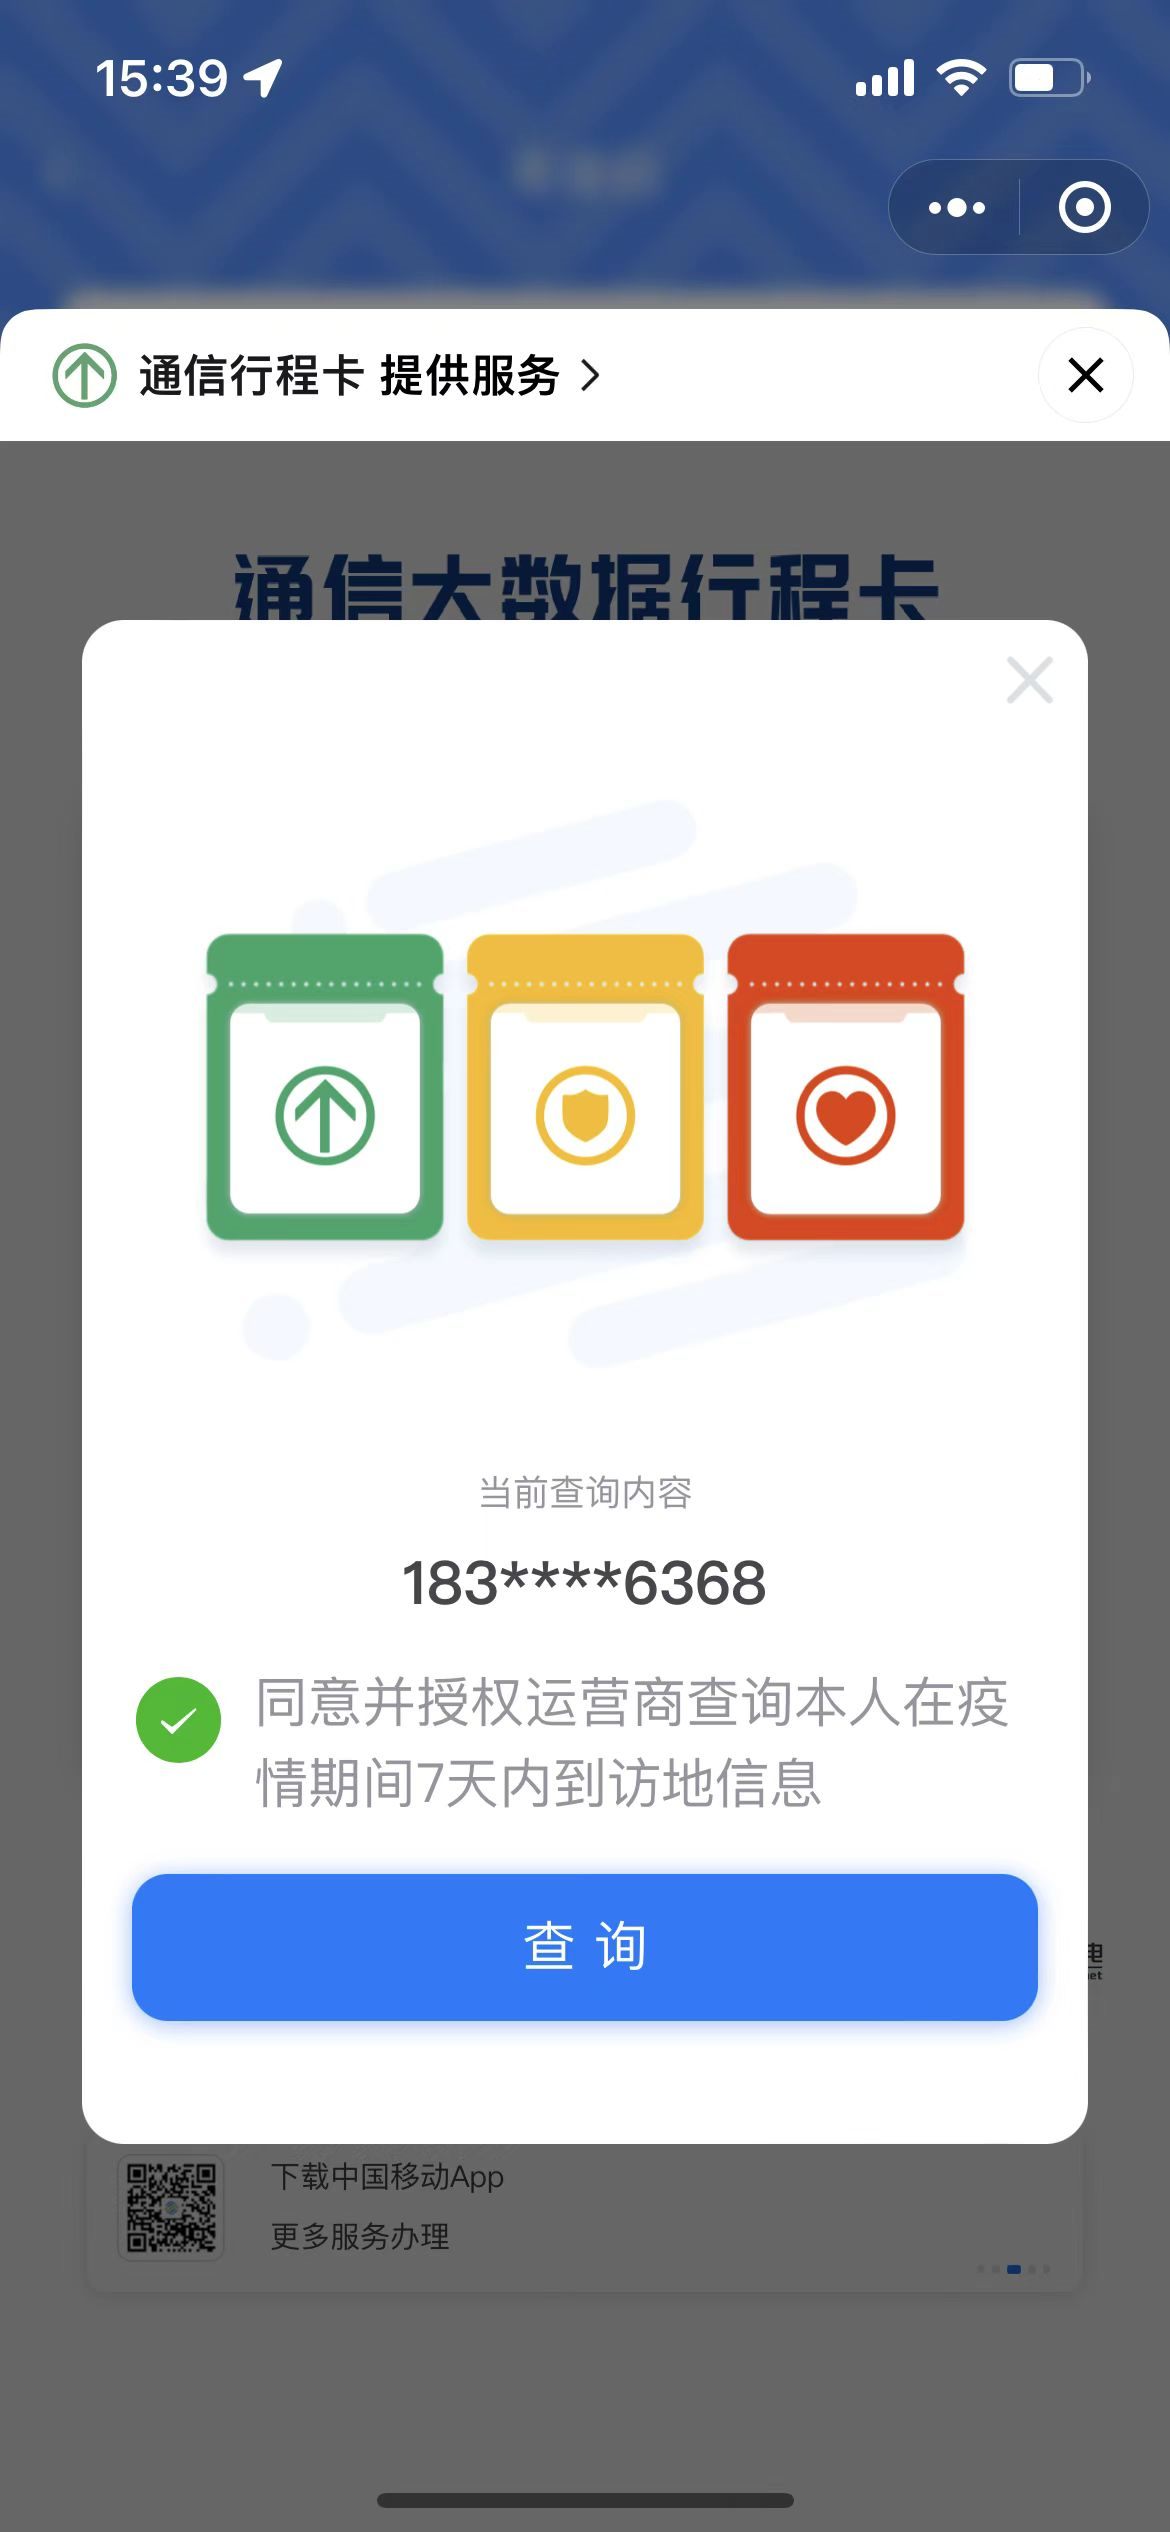 15:39
通信行程卡 提供服务
通信大数据行程卡
当前查询内容
183****6368
同意并授权运营商查询本人在疫
情期间7天内到访地信息
查 询
电
et
下载中国移动App
更多服务办理